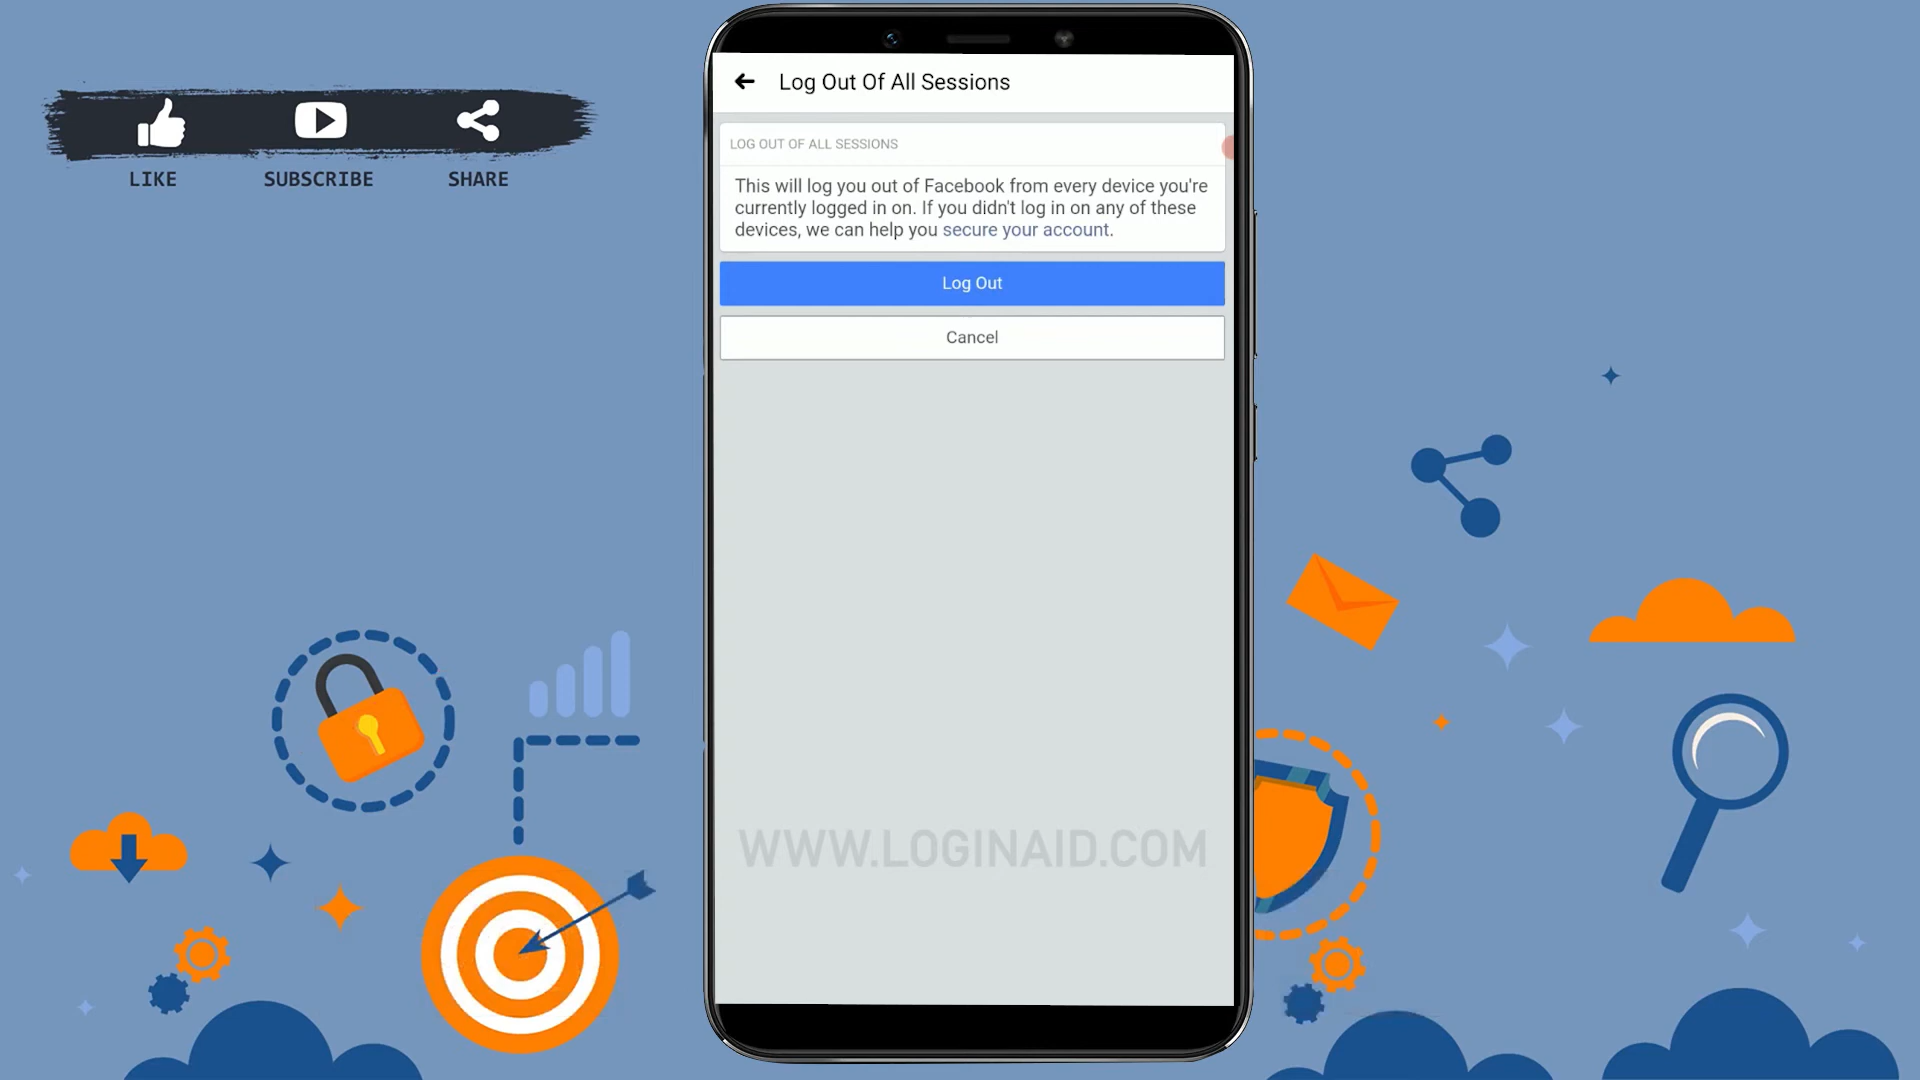 LIKE SUBSCRIBE SHARE
Log Out Of All Sessions
LOG OUT OF ALL SESSIONS
This will log you out of Facebook from every device you're
currently logged in on. If you didn't log in on any of these
devices, we can help you secure your account.
Log Out
Cancel
WWW.LOGINAID.COM